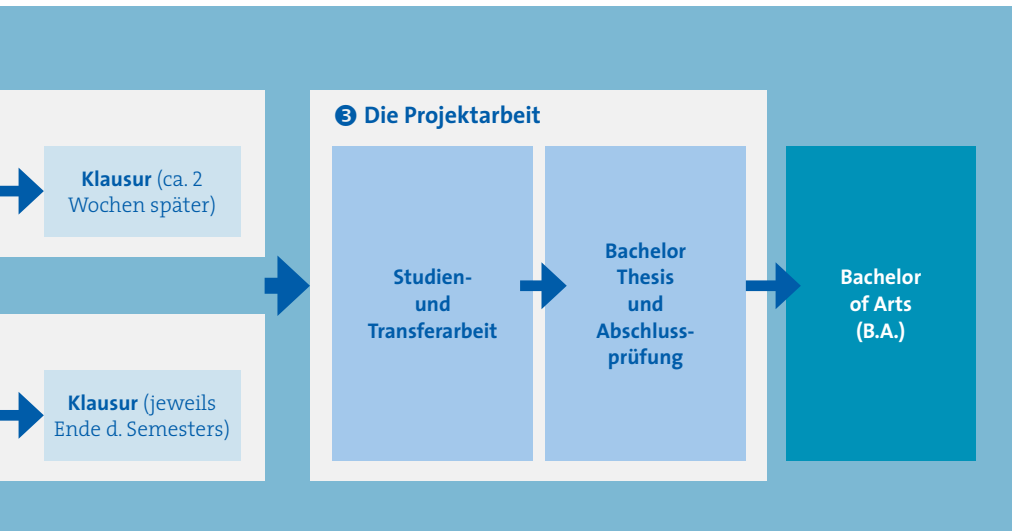 Klausur (ca. 2
Wochen später)
Klausur (jeweils
Ende d. Semesters)
❸ Die Projektarbeit
Studien-
und
Transferarbeit
Bachelor
Thesis
und
Abschluss-
prüfung
Bachelor
of Arts
(B.A.)